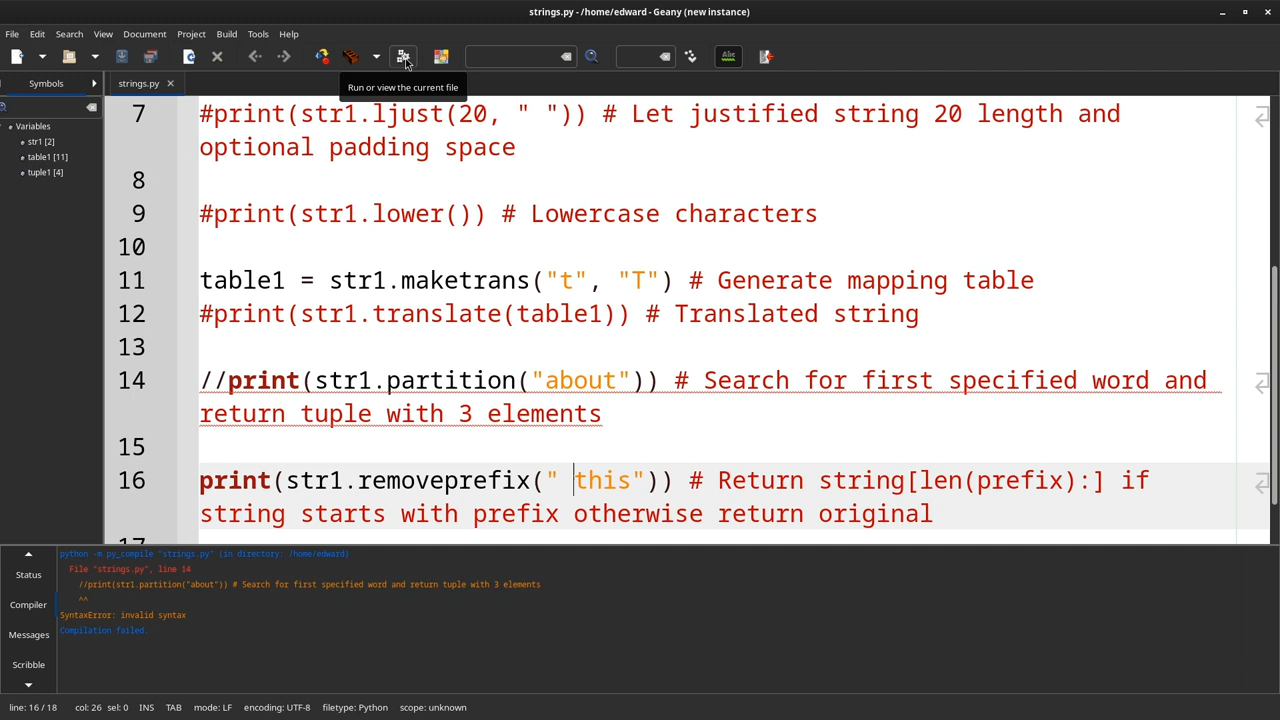 strings.py - /home/edward - Geany (new instance)
File Edit Search View Document Project Build Tools Help
Abc
Symbols
strings.py
Run or view the current file
Variables
str1 [2]
table1 [11]
tuple1 [4]
7 #print(str1.ljust(20, " ")) # Let justified string 20 length and
optional padding space
8
9 #print(str1.lower()) # Lowercase characters
10
11 table1 = str1.maketrans("t", "T") # Generate mapping table
12 #print(str1.translate(table1)) # Translated string
13
14 //print(str1.partition("about")) # Search for first specified word and
return tuple with 3 elements
15
16 print(str1.removeprefix(" this")) # Return string[len(prefix):] if
string starts with prefix otherwise return original
17
Status
Compiler
Messages
Scribble
python -m py_compile "strings.py" (in directory: /home/edward)
File "strings.py", line 14
//print(str1.partition("about")) # Search for first specified word and return tuple with 3 elements
^^
SyntaxError: invalid syntax
Compilation failed.
line: 16 / 18 col: 26 sel: 0 INS TAB mode: LF encoding: UTF-8 filetype: Python scope: unknown